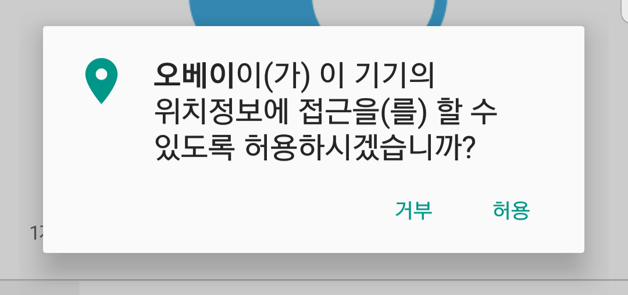 오베이이(가) 이 기기의
위치정보에 접근을(를) 할 수
있도록 허용하시겠습니까?
거부 허용